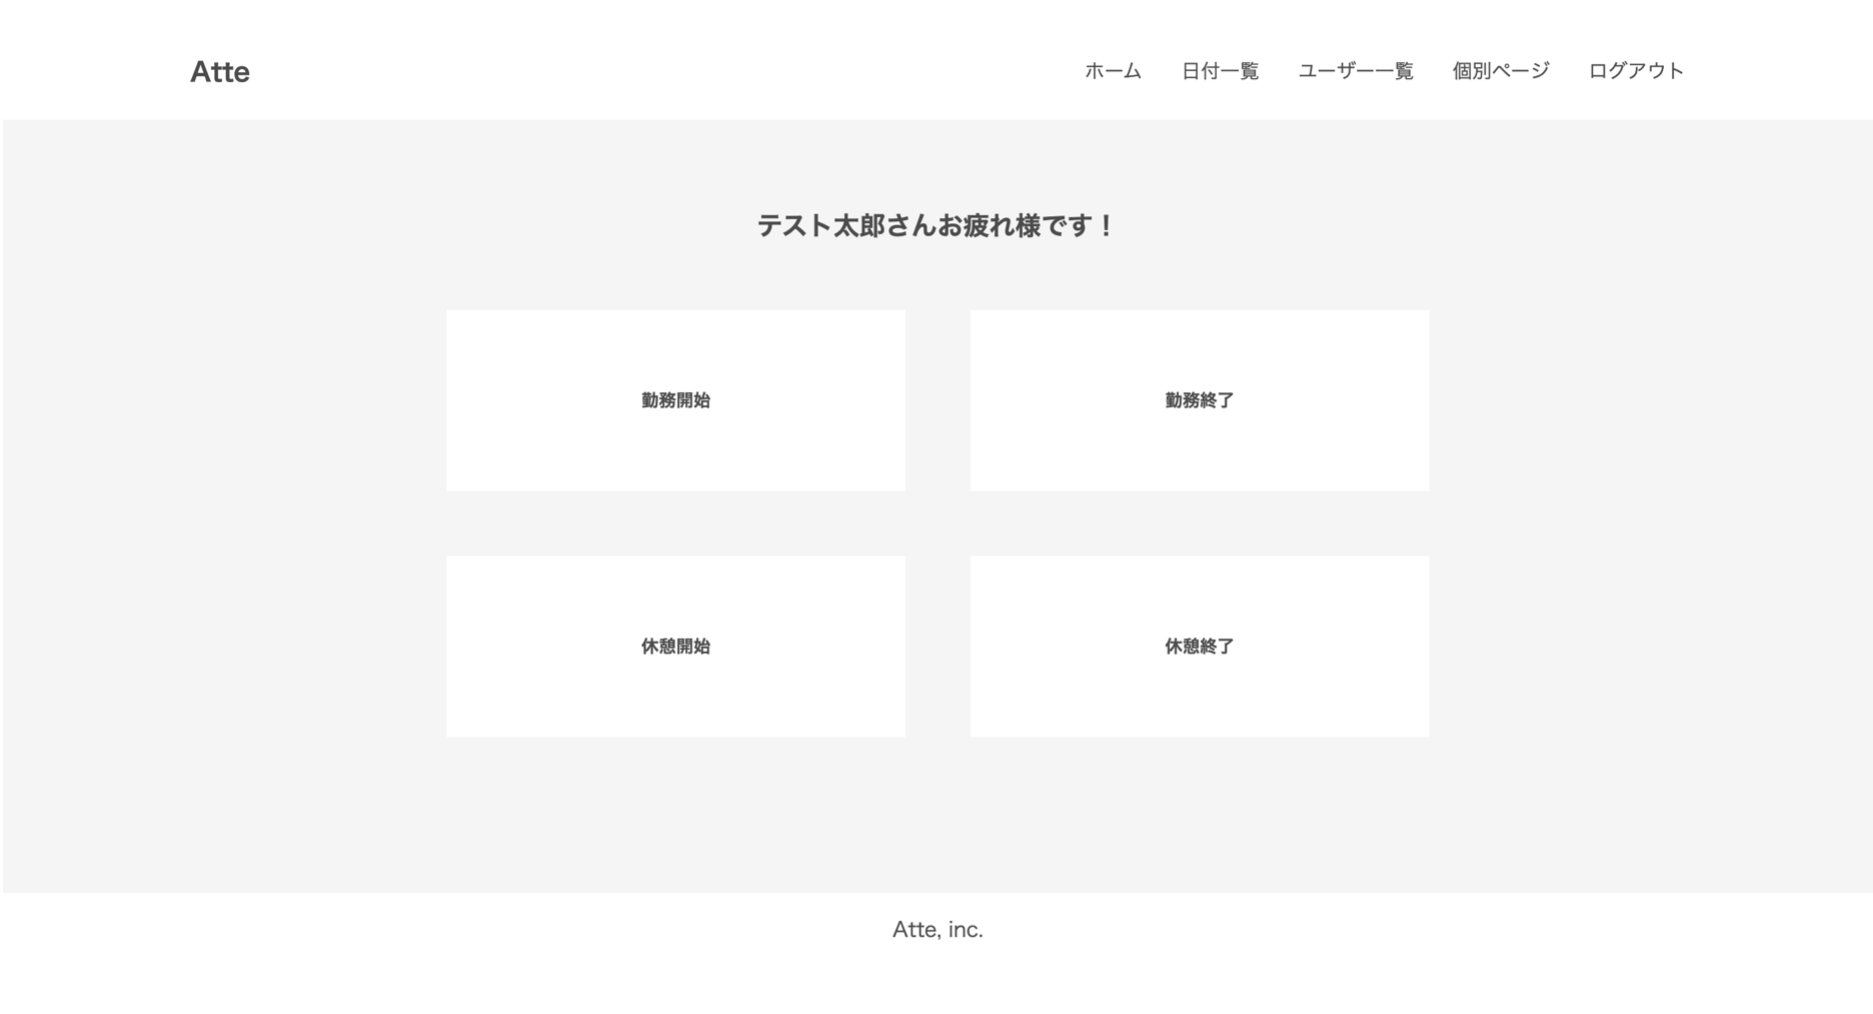 Atte
ホーム 日付一覧 ユーザー一覧 個別ページ ログアウト
テスト太郎さんお疲れ様です！
勤務開始 勤務終了
休憩開始 休憩終了
Atte, inc.